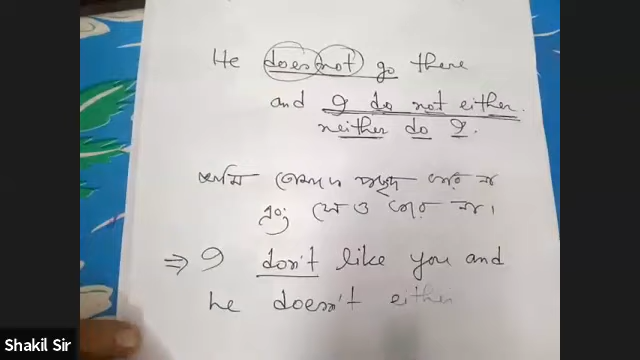 He does not go there
and I do not either.
neither do I.
আমি তোমাকে পছন্দ করি না
এবং সে ও করে না।
⇒ I don't like you and
he doesn't either
Shakil Sir